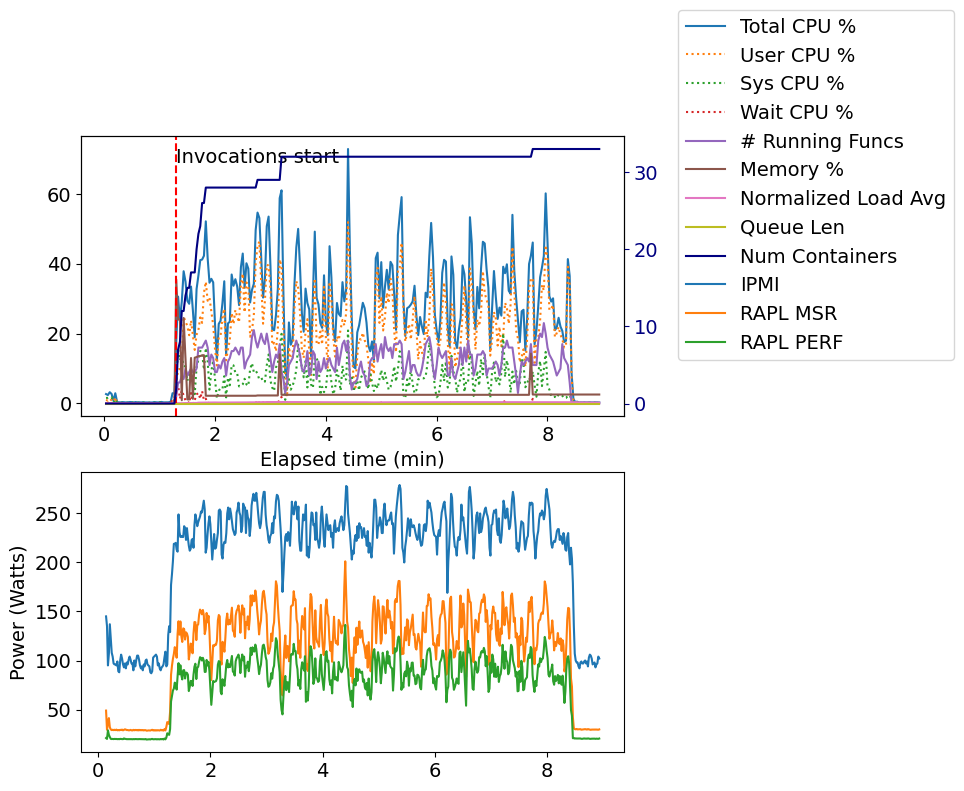 Total CPU %
User CPU %
Sys CPU %
Wait CPU %
# Running Funcs
Memory %
Normalized Load Avg
Queue Len
Num Containers
IPMI
RAPL MSR
RAPL PERF
Invocations start
60
40
20
0
30
20
10
0
0 2 4 6 8
Elapsed time (min)
Power (Watts)
250
200
150
100
50
0 2 4 6 8